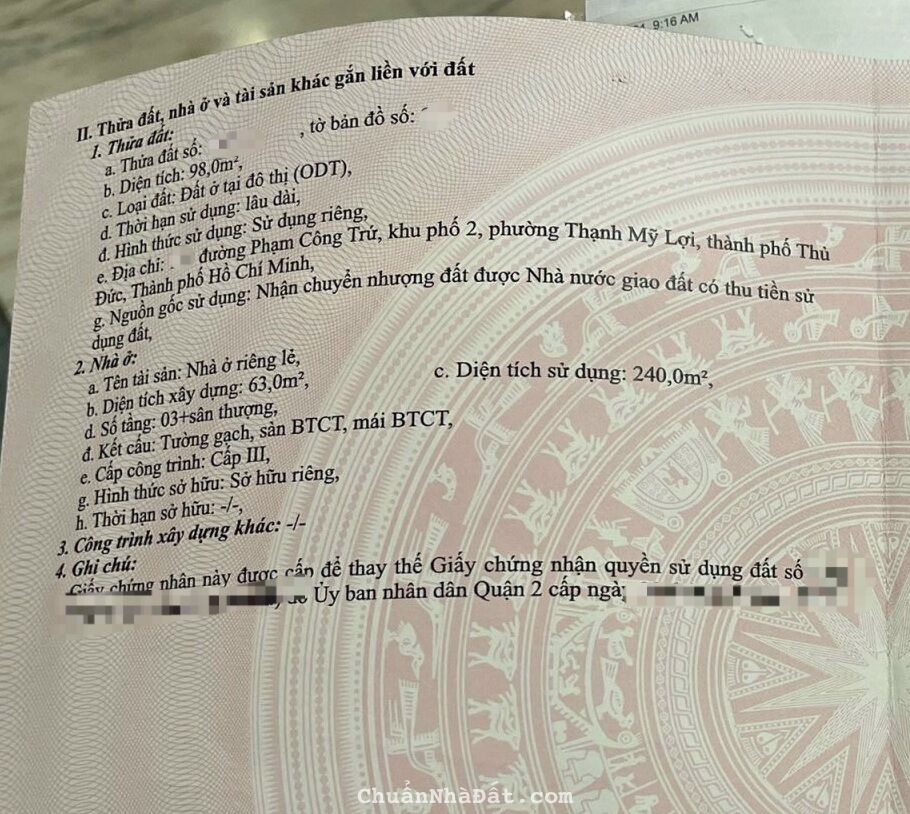 9:16 AM
II. Thửa đất, nhà ở và tài sản khác gắn liền với đất
1. Thửa đất:
a. Thửa đất số: , tờ bản đồ số:
b. Diện tích: 98,0m²,
c. Loại đất: Đất ở tại đô thị (ODT),
d. Thời hạn sử dụng: lâu dài,
đ. Hình thức sử dụng: Sử dụng riêng,
e. Địa chỉ: đường Phạm Công Trứ, khu phố 2, phường Thạnh Mỹ Lợi, thành phố Thủ
Đức, Thành phố Hồ Chí Minh,
g. Nguồn gốc sử dụng: Nhận chuyển nhượng đất được Nhà nước giao đất có thu tiền sử
dụng đất,
2. Nhà ở:
a. Tên tài sản: Nhà ở riêng lẻ,
b. Diện tích xây dựng: 63,0m², c. Diện tích sử dụng: 240,0m²,
d. Số tầng: 03+sân thượng,
đ. Kết cấu: Tường gạch, sàn BTCT, mái BTCT,
e. Cấp công trình: Cấp III,
g. Hình thức sở hữu: Sở hữu riêng,
h. Thời hạn sở hữu: -/-,
3. Công trình xây dựng khác: -/-
4. Ghi chú:
Giấy chứng nhận này được cấp để thay thế Giấy chứng nhận quyền sử dụng đất số
Ủy ban nhân dân Quận 2 cấp
ChuẩnNhàĐất.com